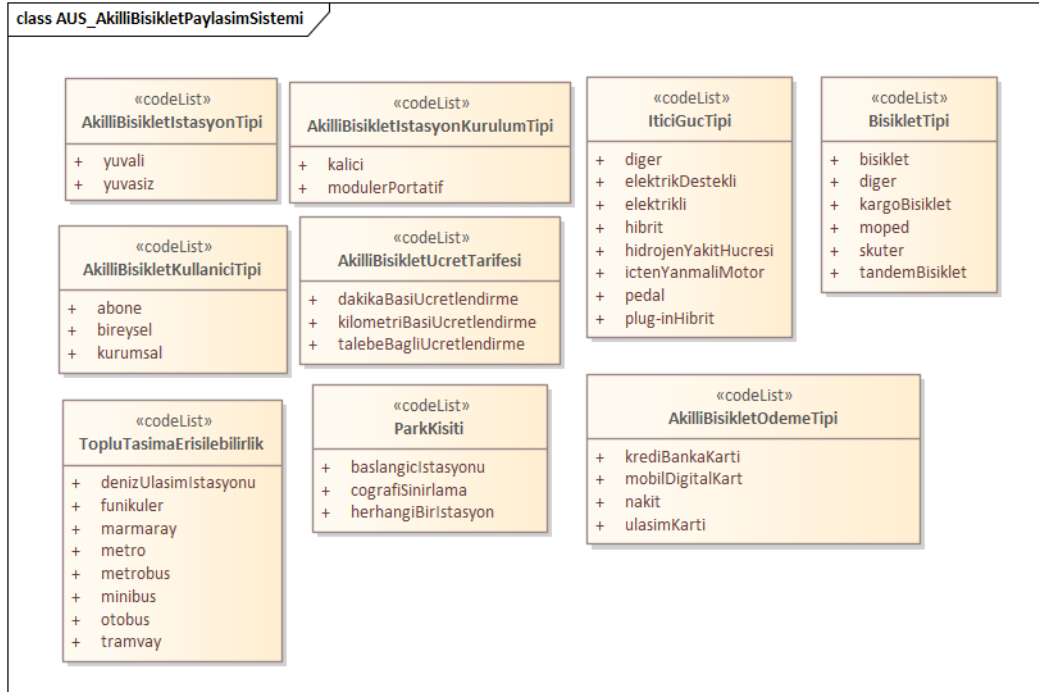 class AUS_AkilliBisikletPaylasimSistemi
«codeList»
AkilliBisikletIstasyonTipi
+ yuvali
+ yuvasiz
«codeList»
AkilliBisikletIstasyonKurulumTipi
+ kalici
+ modulerPortatif
«codeList»
IticiGucTipi
+ diger
+ elektrikDestekli
+ elektrikli
+ hibrit
+ hidrojenYakitHucresi
+ ictenYanmaliMotor
+ pedal
+ plug-inHibrit
«codeList»
BisikletTipi
+ bisiklet
+ diger
+ kargoBisiklet
+ moped
+ skuter
+ tandemBisiklet
«codeList»
AkilliBisikletKullaniciTipi
+ abone
+ bireysel
+ kurumsal
«codeList»
AkilliBisikletUcretTarifesi
+ dakikaBasiUcretlendirme
+ kilometriBasiUcretlendirme
+ talebeBagliUcretlendirme
«codeList»
TopluTasimaErisilebilirlik
+ denizUlasimIstasyonu
+ funikuler
+ marmaray
+ metro
+ metrobus
+ minibus
+ otobus
+ tramvay
«codeList»
ParkKisiti
+ baslangicIstasyonu
+ cografiSinirlama
+ herhangiBirIstasyon
«codeList»
AkilliBisikletOdemeTipi
+ krediBankaKarti
+ mobilDigitalKart
+ nakit
+ ulasimKarti